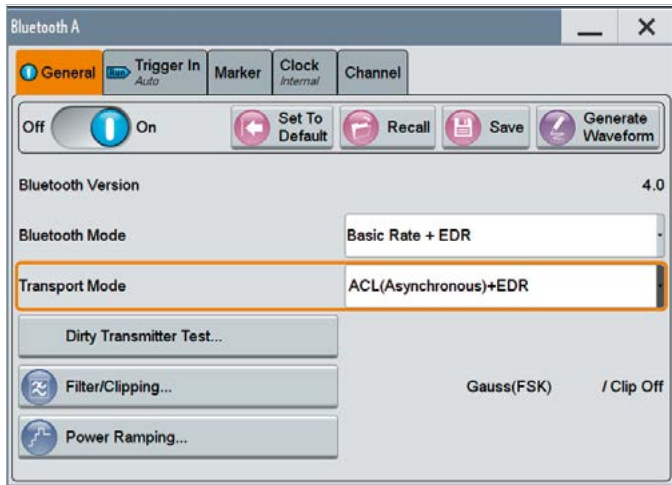 Bluetooth A
General
Run
Trigger In
Auto
Marker
Clock
Internal
Channel
Off
On
Set To
Default
Recall
Save
Generate
Waveform
Bluetooth Version 4.0
Bluetooth Mode Basic Rate + EDR
Transport Mode ACL(Asynchronous)+EDR
Dirty Transmitter Test...
Filter/Clipping... Gauss(FSK) / Clip Off
Power Ramping...